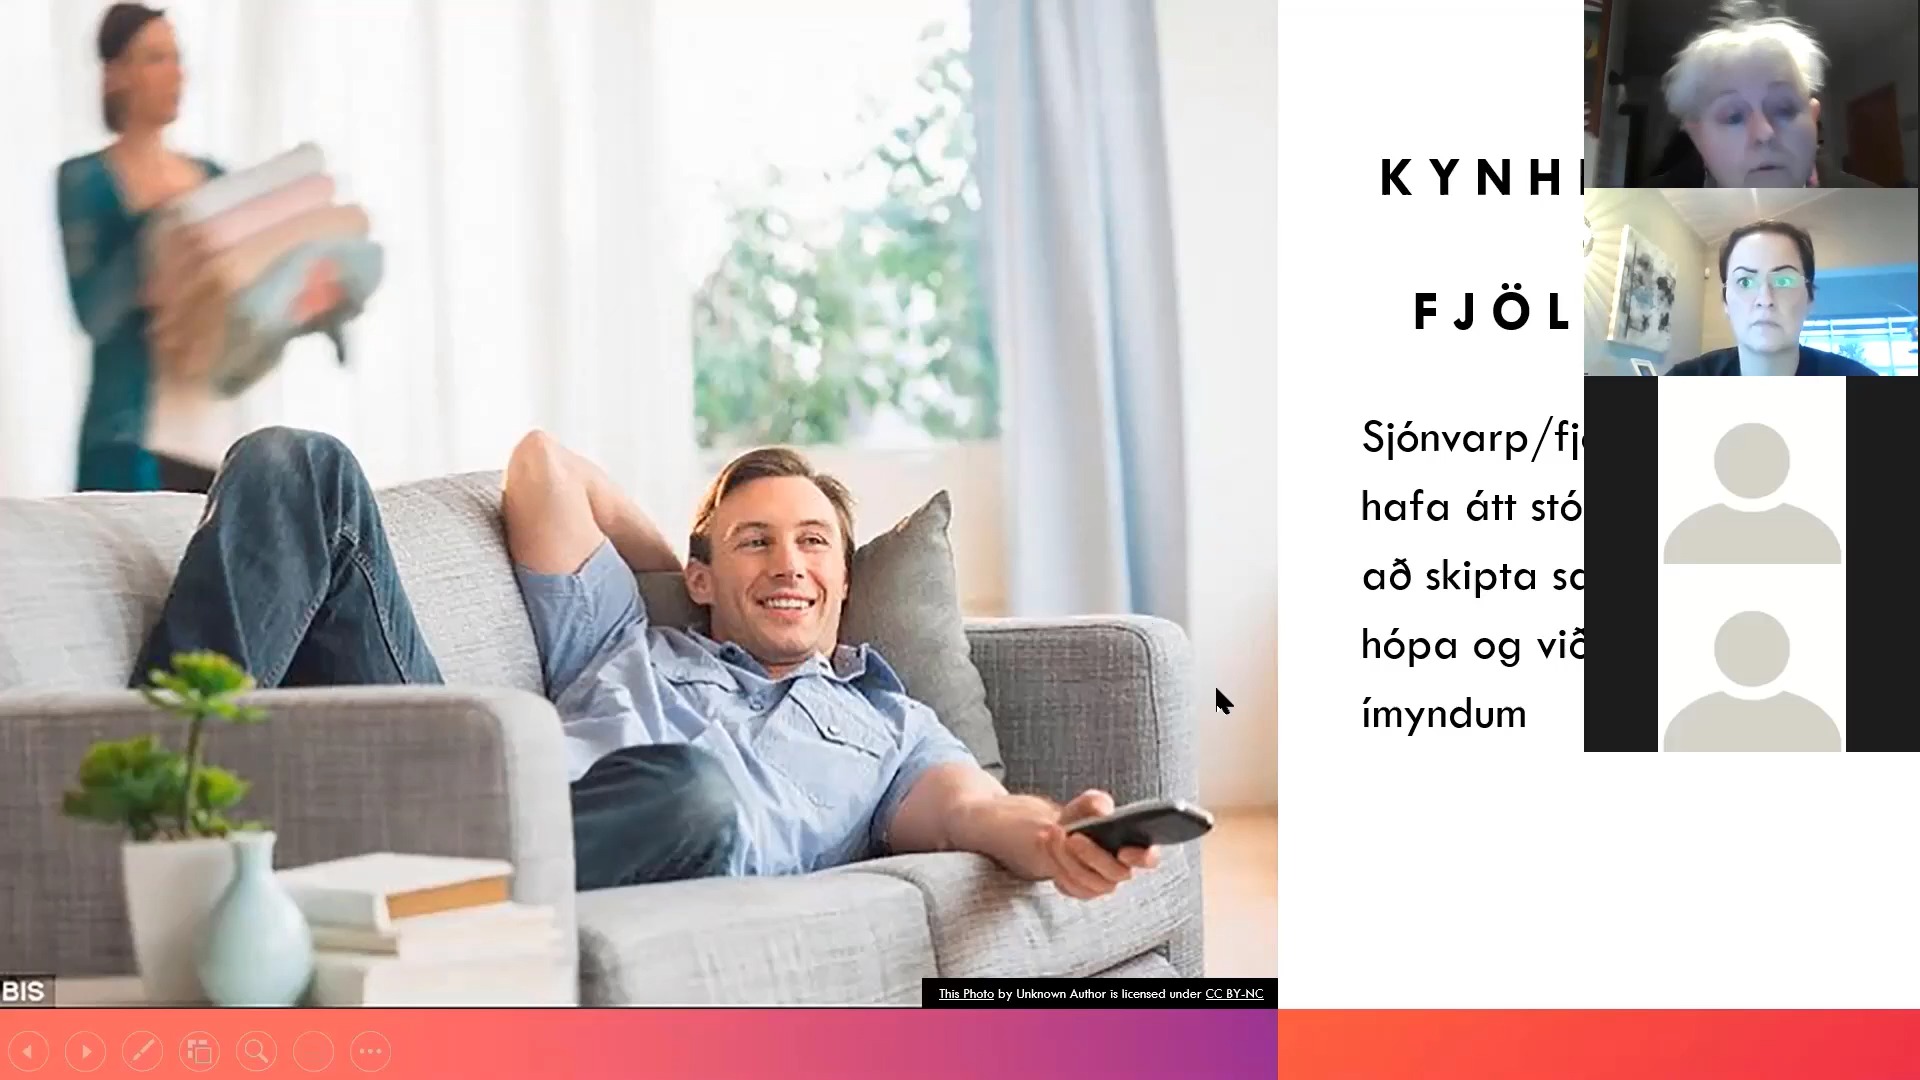 KYNH
FJÖL
Sjónvarp/fj
hafa átt stó
að skipta
hópa og við
ímyndum
BIS
This Photo by Unknown Author is licensed under CC BY-NC